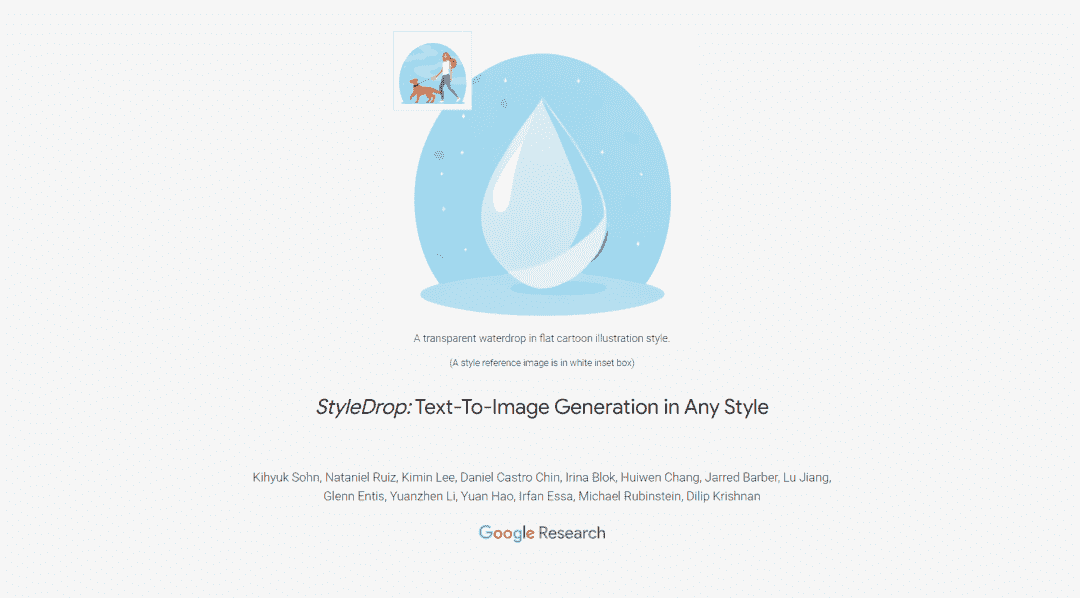 A transparent waterdrop in flat cartoon illustration style.
(A style reference image is in white inset box)
StyleDrop: Text-To-Image Generation in Any Style
Kihyuk Sohn, Nataniel Ruiz, Kimin Lee, Daniel Castro Chin, Irina Blok, Huiwen Chang, Jarred Barber, Lu Jiang,
Glenn Entis, Yuanzhen Li, Yuan Hao, Irfan Essa, Michael Rubinstein, Dilip Krishnan
Google Research